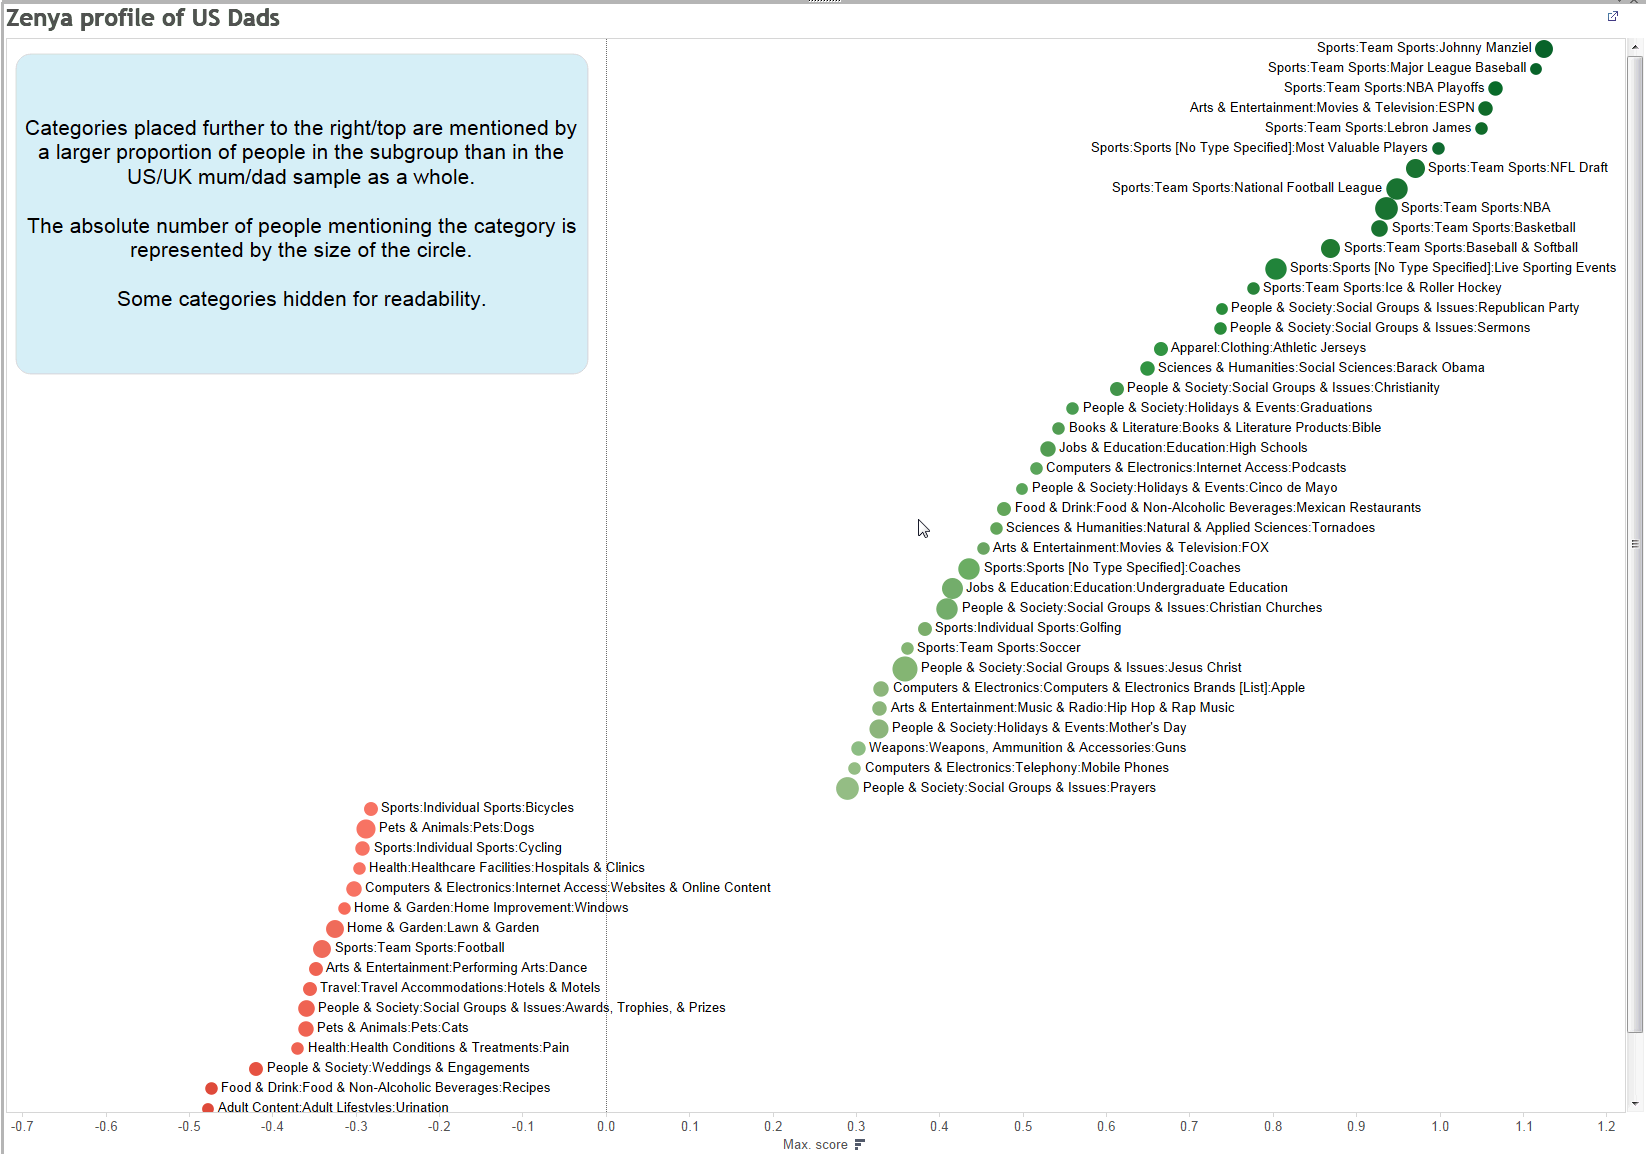 Zenya profile of US Dads
Categories placed further to the right/top are mentioned by
a larger proportion of people in the subgroup than in the
US/UK mum/dad sample as a whole.
The absolute number of people mentioning the category is
represented by the size of the circle.
Some categories hidden for readability.
Sports:Team Sports:Johnny Manziel
Sports:Team Sports:Major League Baseball
Sports:Team Sports:NBA Playoffs
Arts & Entertainment:Movies & Television:ESPN
Sports:Team Sports:Lebron James
Sports:Sports [No Type Specified]:Most Valuable Players
Sports:Team Sports:NFL Draft
Sports:Team Sports:National Football League
Sports:Team Sports:NBA
Sports:Team Sports:Basketball
Sports:Team Sports:Baseball & Softball
Sports:Sports [No Type Specified]:Live Sporting Events
Sports:Team Sports:Ice & Roller Hockey
People & Society:Social Groups & Issues:Republican Party
People & Society:Social Groups & Issues:Sermons
Apparel:Clothing:Athletic Jerseys
Sciences & Humanities:Social Sciences:Barack Obama
People & Society:Social Groups & Issues:Christianity
People & Society:Holidays & Events:Graduations
Books & Literature:Books & Literature Products:Bible
Jobs & Education:Education:High Schools
Computers & Electronics:Internet Access:Podcasts
People & Society:Holidays & Events:Cinco de Mayo
Food & Drink:Food & Non-Alcoholic Beverages:Mexican Restaurants
Sciences & Humanities:Natural & Applied Sciences:Tornadoes
Arts & Entertainment:Movies & Television:FOX
Sports:Sports [No Type Specified]:Coaches
Jobs & Education:Education:Undergraduate Education
People & Society:Social Groups & Issues:Christian Churches
Sports:Individual Sports:Golfing
Sports:Team Sports:Soccer
People & Society:Social Groups & Issues:Jesus Christ
Computers & Electronics:Computers & Electronics Brands [List]:Apple
Arts & Entertainment:Music & Radio:Hip Hop & Rap Music
People & Society:Holidays & Events:Mother's Day
Weapons:Weapons, Ammunition & Accessories:Guns
Computers & Electronics:Telephony:Mobile Phones
People & Society:Social Groups & Issues:Prayers
Sports:Individual Sports:Bicycles
Pets & Animals:Pets:Dogs
Sports:Individual Sports:Cycling
Health:Healthcare Facilities:Hospitals & Clinics
Computers & Electronics:Internet Access:Websites & Online Content
Home & Garden:Home Improvement:Windows
Home & Garden:Lawn & Garden
Sports:Team Sports:Football
Arts & Entertainment:Performing Arts:Dance
Travel:Travel Accommodations:Hotels & Motels
People & Society:Social Groups & Issues:Awards, Trophies, & Prizes
Pets & Animals:Pets:Cats
Health:Health Conditions & Treatments:Pain
People & Society:Weddings & Engagements
Food & Drink:Food & Non-Alcoholic Beverages:Recipes
Adult Content:Adult Lifestyles:Urination
-0.7 -0.6 -0.5 -0.4 -0.3 -0.2 -0.1 0.0 0.1 0.2 0.3 0.4 0.5 0.6 0.7 0.8 0.9 1.0 1.1 1.2
Max. score